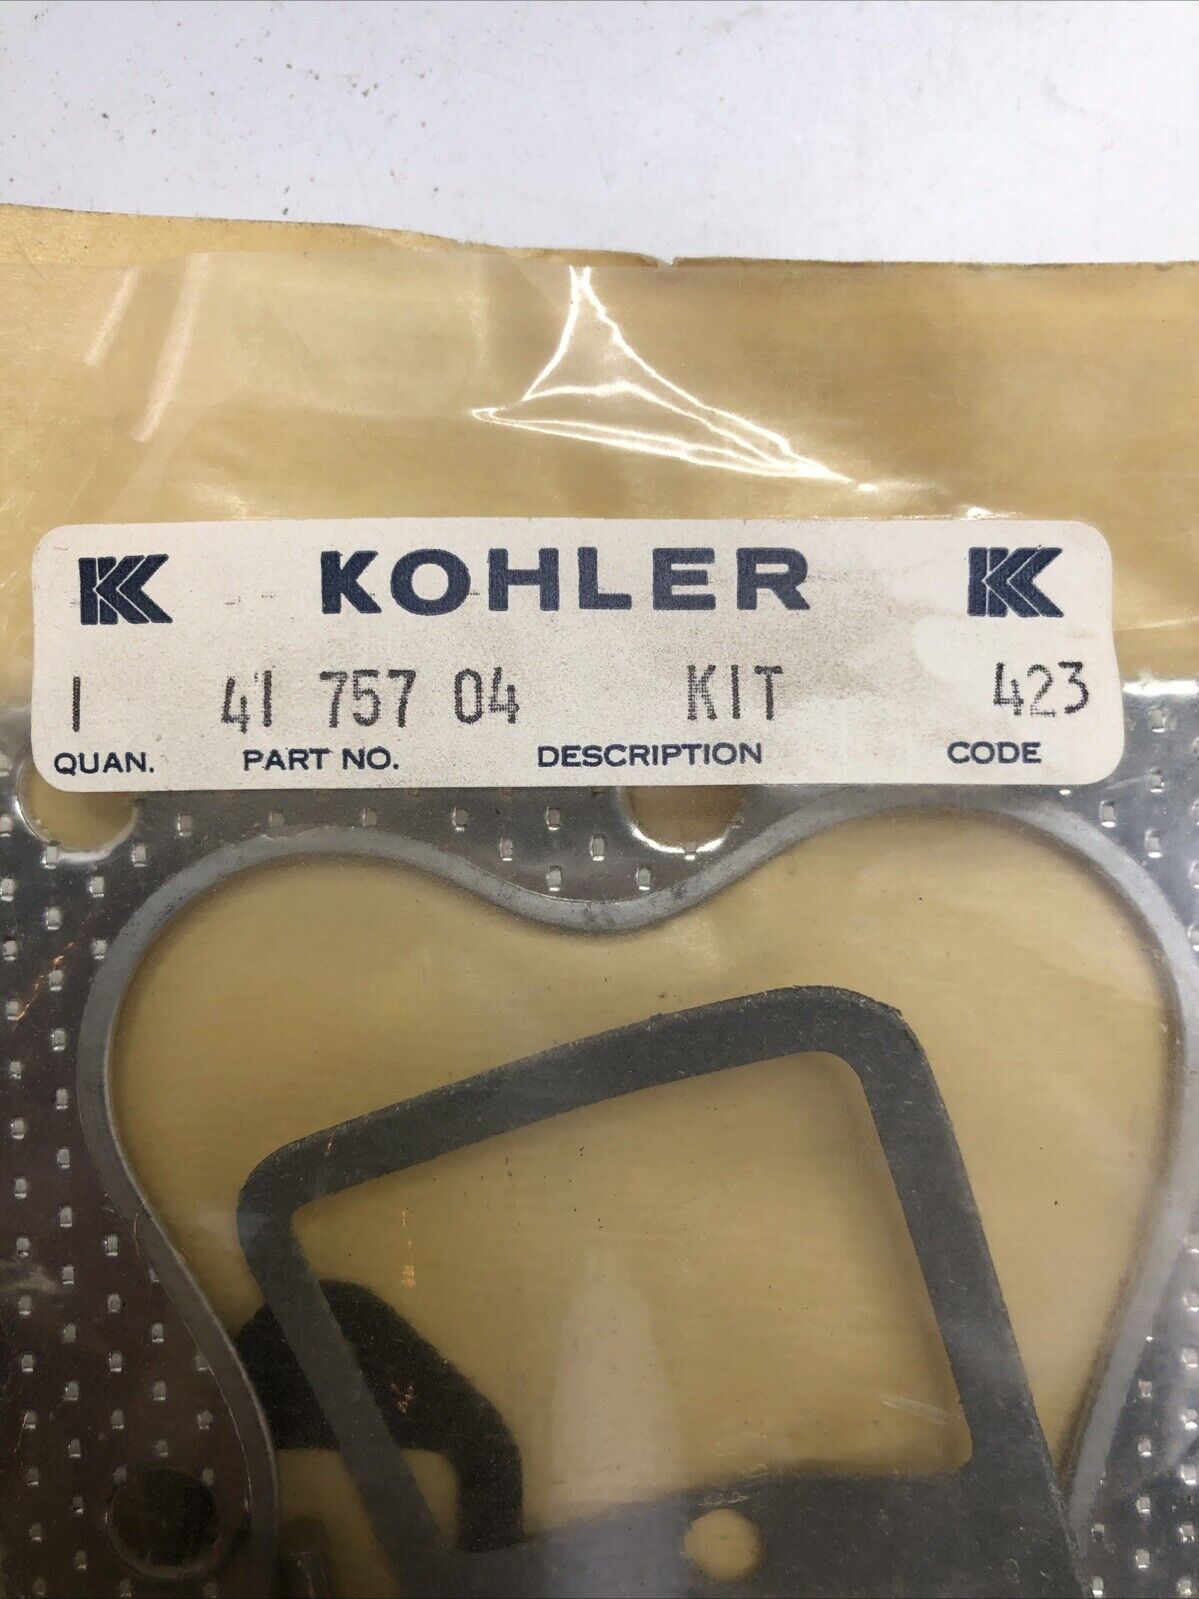 K KOHLER K
1 41 757 04 KIT 423
QUAN. PART NO. DESCRIPTION CODE